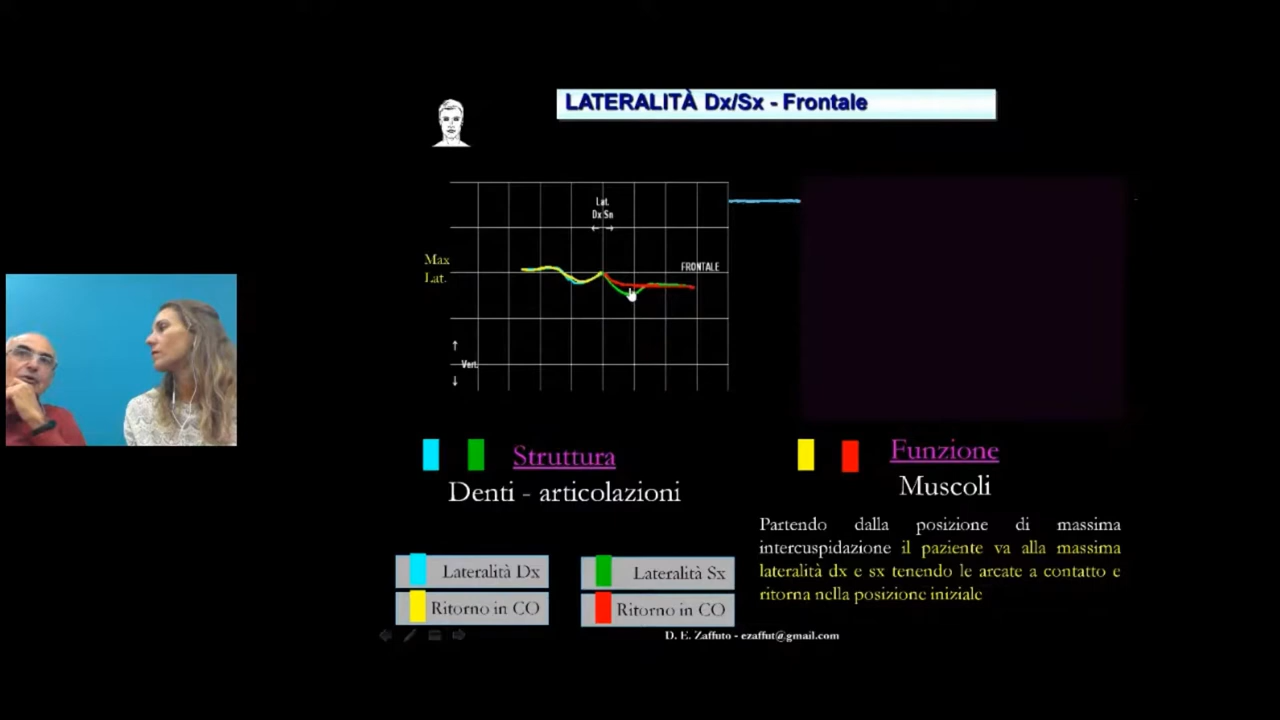 LATERALITÀ Dx/Sx - Frontale
Lat.
Dx Sn
← →
FRONTALE
Max
Lat.
↑
Vert.
↓
Struttura
Denti - articolazioni
Funzione
Muscoli
Partendo dalla posizione di massima
intercuspidazione il paziente va alla massima
lateralità dx e sx tenendo le arcate a contatto e
ritorna nella posizione iniziale
Lateralità Dx
Ritorno in CO
Lateralità Sx
Ritorno in CO
D. E. Zaffuto - ezaffut@gmail.com